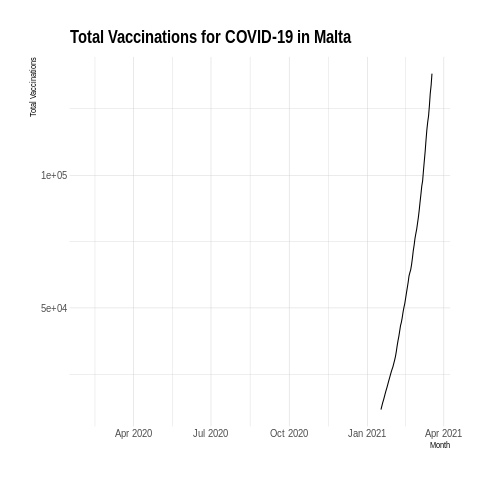 Total Vaccinations for COVID-19 in Malta
Total Vaccinations
1e+05
5e+04
Apr 2020 Jul 2020 Oct 2020 Jan 2021 Apr 2021
Month